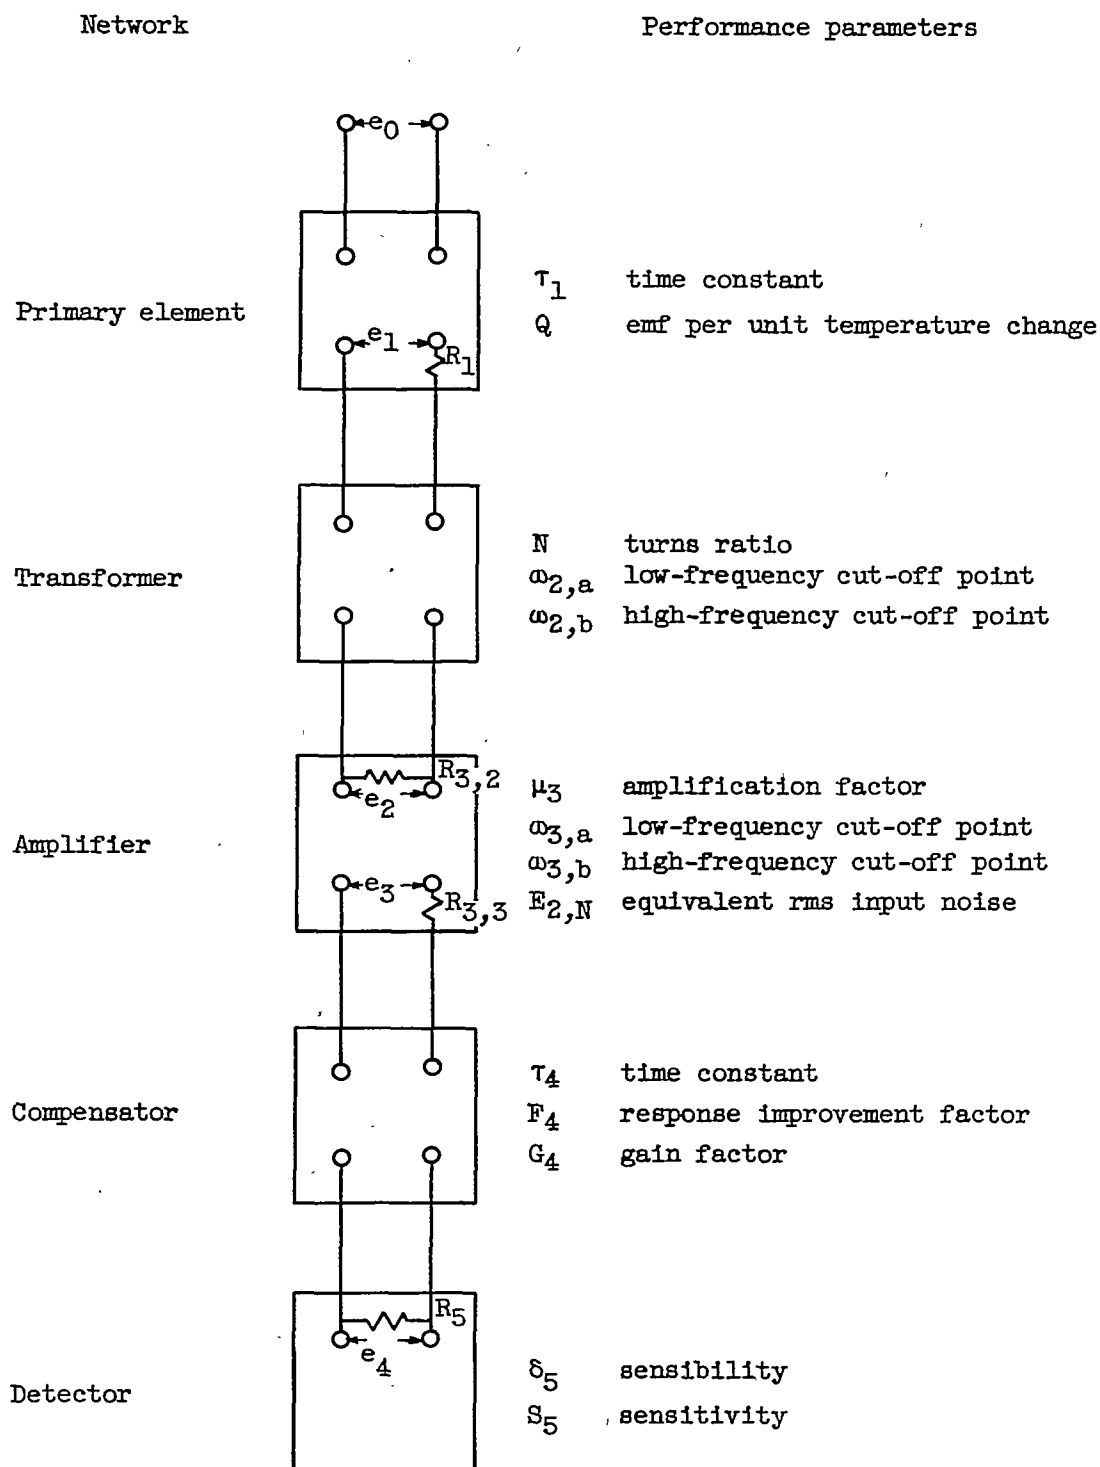 Network Performance parameters
e0
Primary element
τ1 time constant
Q emf per unit temperature change
e1
R1
Transformer
N turns ratio
ω2,a low-frequency cut-off point
ω2,b high-frequency cut-off point
R3,2
e2
Amplifier
μ3 amplification factor
ω3,a low-frequency cut-off point
ω3,b high-frequency cut-off point
E2,N equivalent rms input noise
e3
R3,3
Compensator
τ4 time constant
F4 response improvement factor
G4 gain factor
R5
e4
Detector
δ5 sensibility
S5 sensitivity